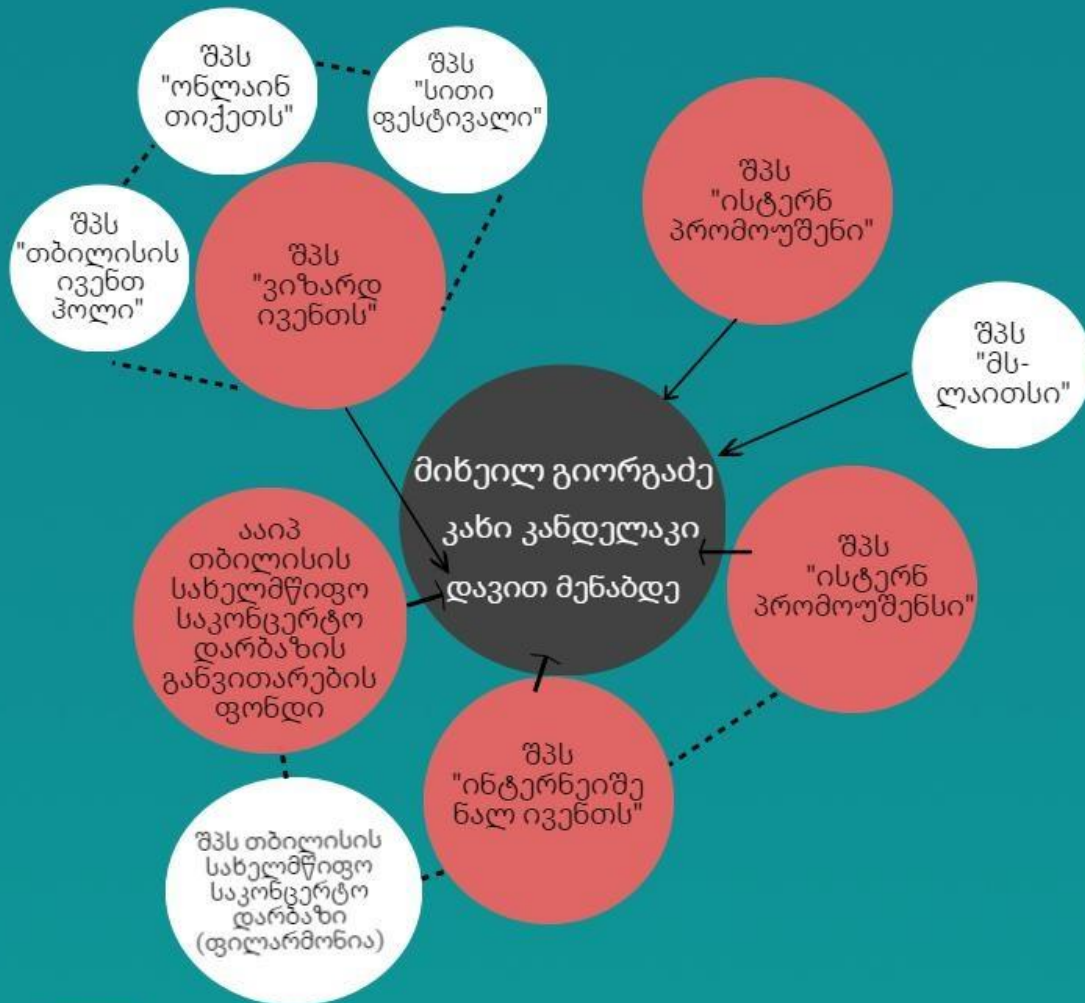 შპს
"ონლაინ
თიქეთს"
შპს
"სითი
ფესტივალი"
შპს
"ისტერნ
პრომოუშენი"
შპს
"თბილისის
ივენთ
ჰოლი"
შპს
"ვიზარდ
ივენთს"
შპს
"მს-
ლაითსი"
მიხეილ გიორგაძე
კახი კანდელაკი
დავით მენაბდე
ააიპ
თბილისის
სახელმწიფო
საკონცერტო
დარბაზის
განვითარების
ფონდი
შპს
"ისტერნ
პრომოუშენსი"
შპს
"ინტერნეიშე
ნალ ივენთს"
შპს თბილისის
სახელმწიფო
საკონცერტო
დარბაზი
(ფილარმონია)